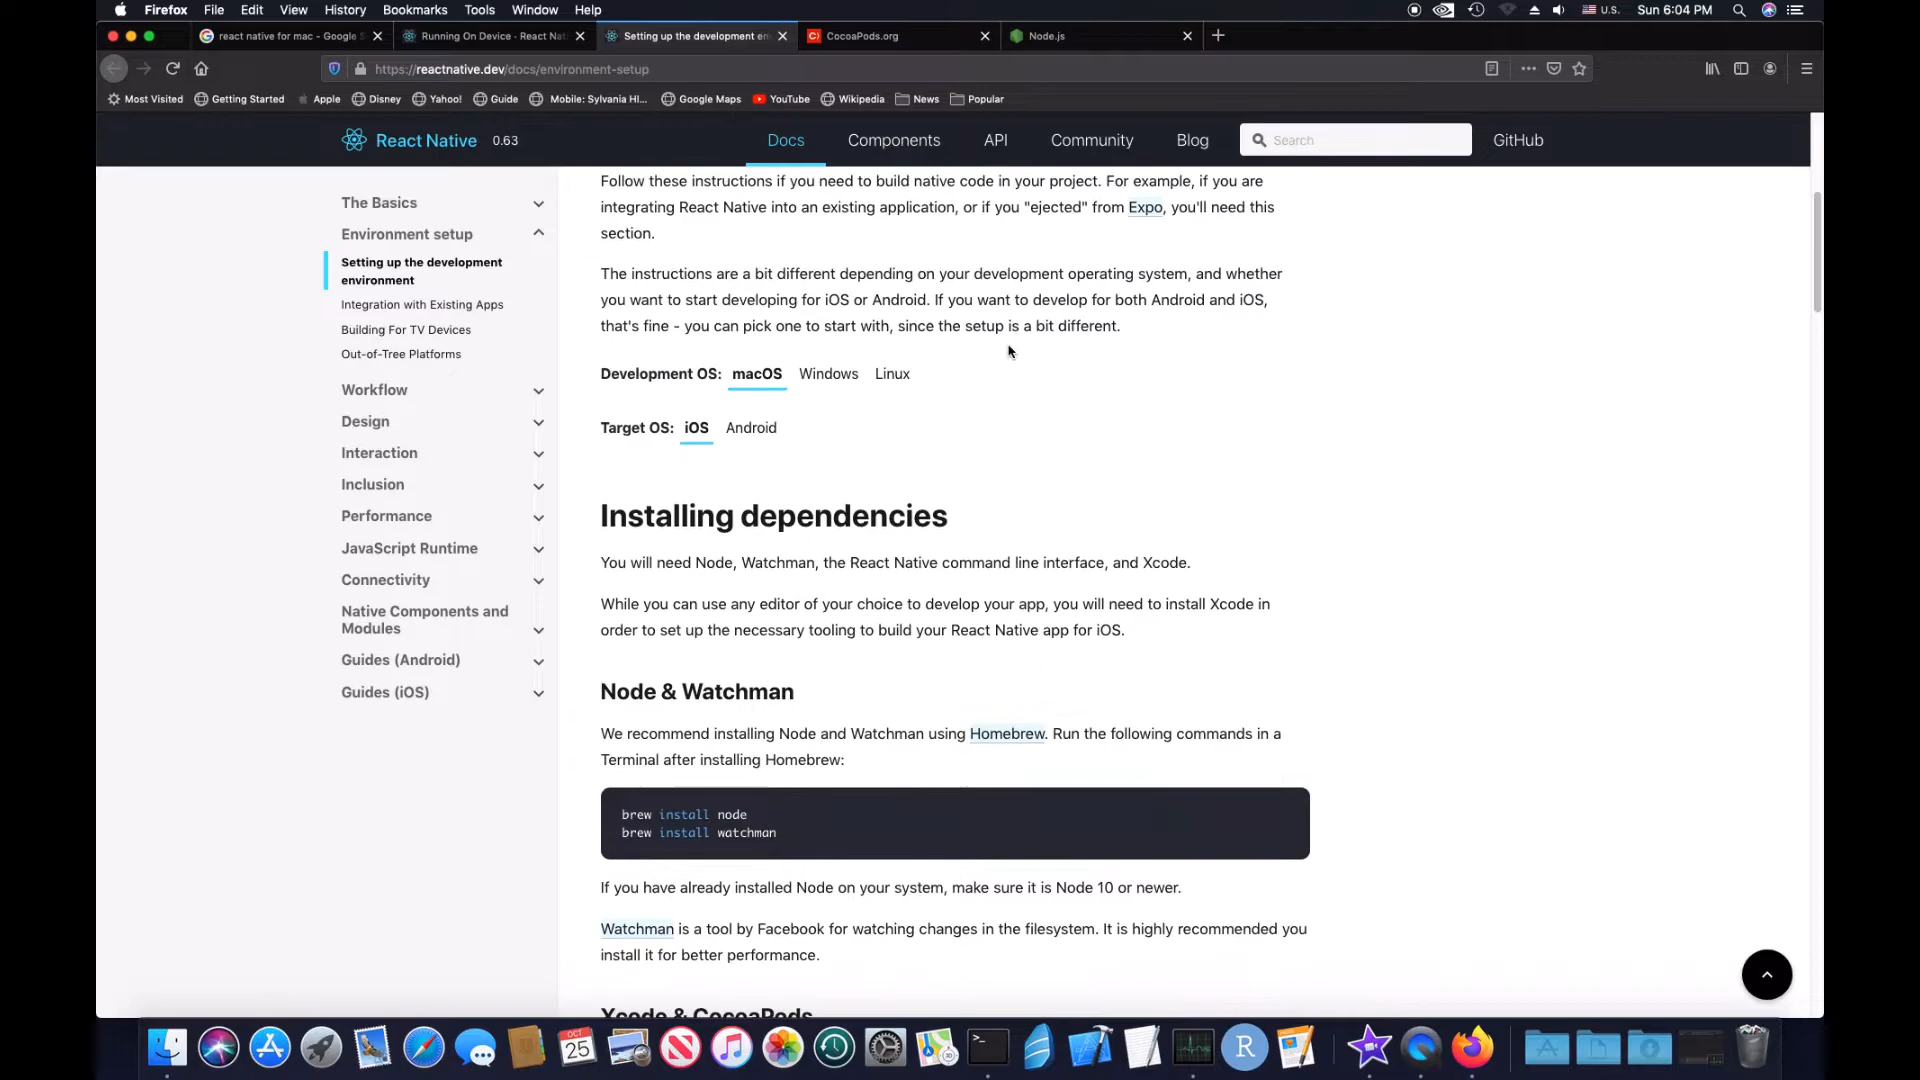 Firefox File Edit View History Bookmarks Tools Window Help U.S. Sun 6:04 PM
react native for mac - Google S Running On Device - React Nati Setting up the development en CocoaPods.org Node.js
https://reactnative.dev/docs/environment-setup
Most Visited Getting Started Apple Disney Yahoo! Guide Mobile: Sylvania HI... Google Maps YouTube Wikipedia News Popular
React Native 0.63 Docs Components API Community Blog Search GitHub
The Basics
Environment setup
Setting up the development
environment
Integration with Existing Apps
Building For TV Devices
Out-of-Tree Platforms
Workflow
Design
Interaction
Inclusion
Performance
JavaScript Runtime
Connectivity
Native Components and
Modules
Guides (Android)
Guides (iOS)
Follow these instructions if you need to build native code in your project. For example, if you are
integrating React Native into an existing application, or if you "ejected" from Expo, you'll need this
section.
The instructions are a bit different depending on your development operating system, and whether
you want to start developing for iOS or Android. If you want to develop for both Android and iOS,
that's fine - you can pick one to start with, since the setup is a bit different.
Development OS: macOS Windows Linux
Target OS: iOS Android
Installing dependencies
You will need Node, Watchman, the React Native command line interface, and Xcode.
While you can use any editor of your choice to develop your app, you will need to install Xcode in
order to set up the necessary tooling to build your React Native app for iOS.
Node & Watchman
We recommend installing Node and Watchman using Homebrew. Run the following commands in a
Terminal after installing Homebrew:
brew install node
brew install watchman
If you have already installed Node on your system, make sure it is Node 10 or newer.
Watchman is a tool by Facebook for watching changes in the filesystem. It is highly recommended you
install it for better performance.
Xcode & CocoaPods
OCT
25